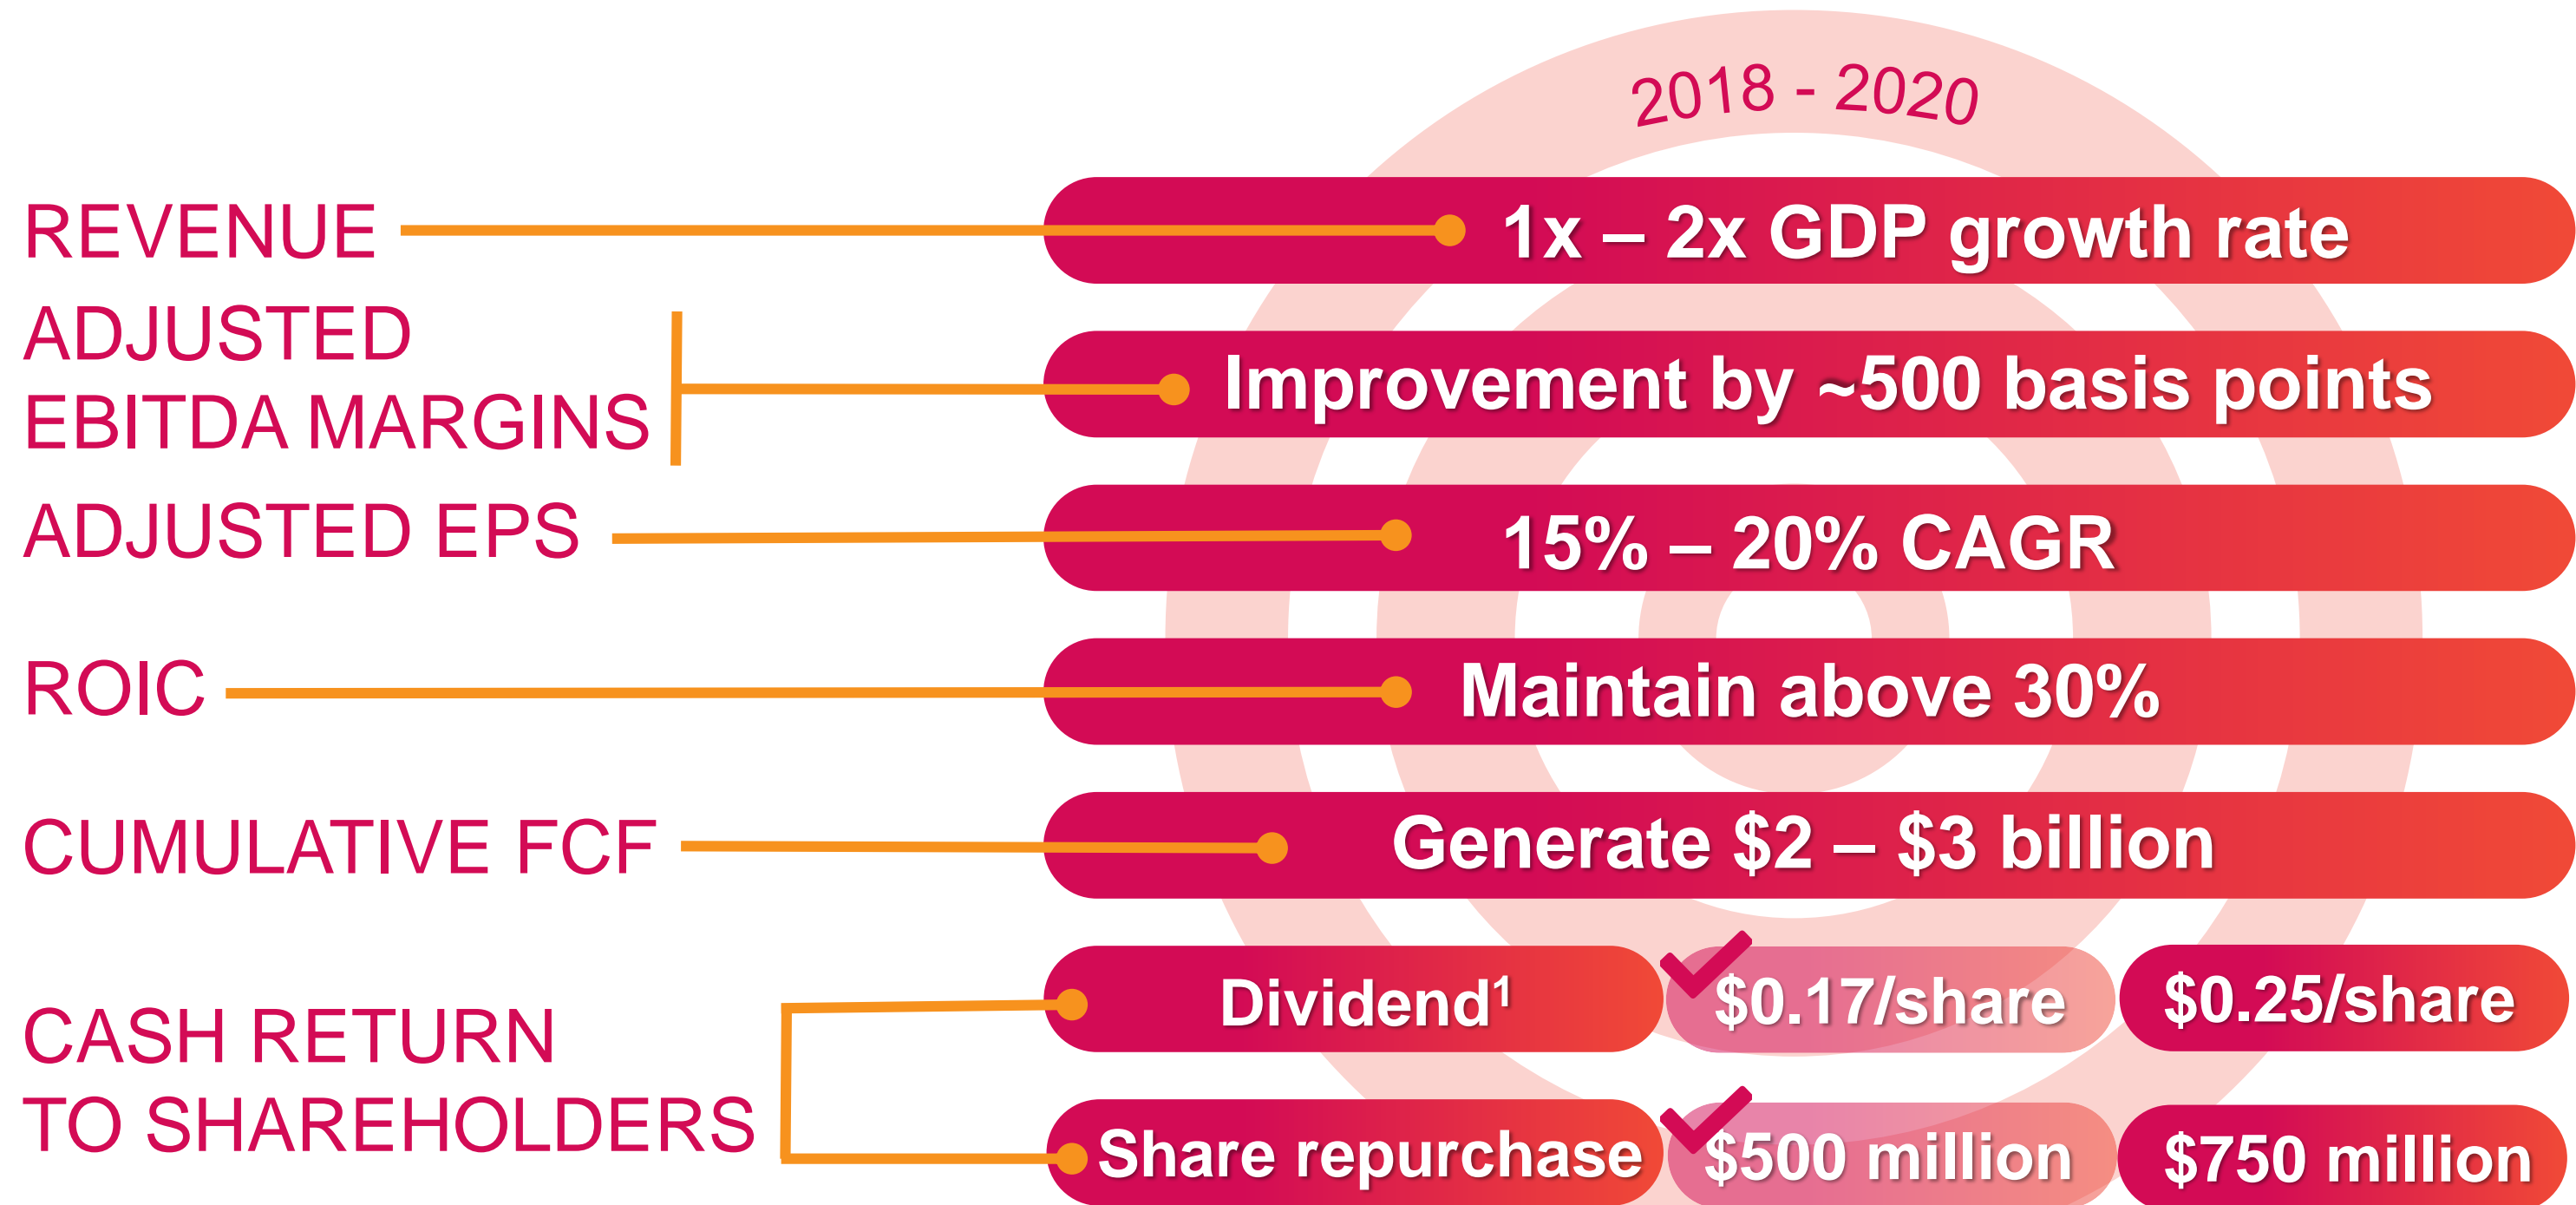 2018 - 2020
REVENUE
1x – 2x GDP growth rate
ADJUSTED
EBITDA MARGINS
Improvement by ~500 basis points
ADJUSTED EPS
15% – 20% CAGR
ROIC
Maintain above 30%
CUMULATIVE FCF
Generate $2 – $3 billion
CASH RETURN
TO SHAREHOLDERS
Dividend¹ $0.17/share $0.25/share
Share repurchase $500 million $750 million